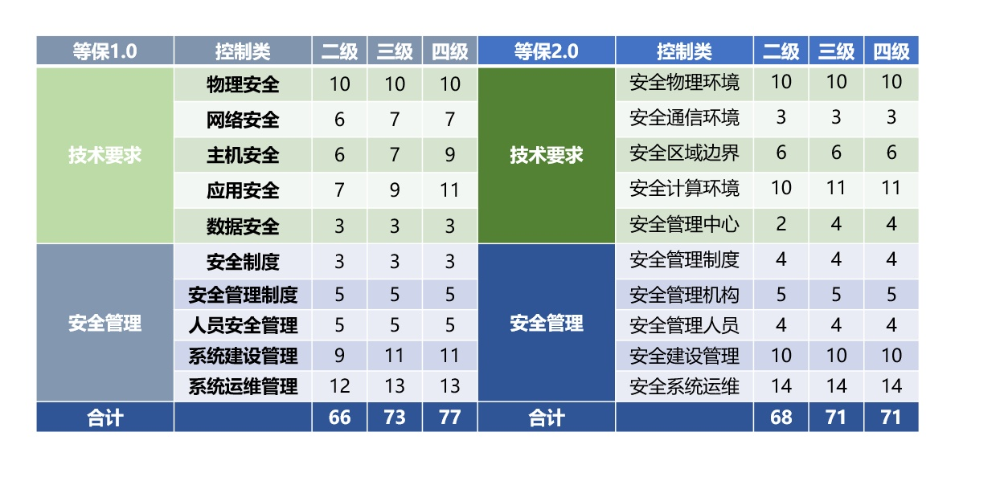 等保1.0 控制类 二级 三级 四级 等保2.0 控制类 二级 三级 四级
技术要求 物理安全 10 10 10 技术要求 安全物理环境 10 10 10
网络安全 6 7 7 安全通信环境 3 3 3
主机安全 6 7 9 安全区域边界 6 6 6
应用安全 7 9 11 安全计算环境 10 11 11
数据安全 3 3 3 安全管理中心 2 4 4
安全管理 安全制度 3 3 3 安全管理 安全管理制度 4 4 4
安全管理制度 5 5 5 安全管理机构 5 5 5
人员安全管理 5 5 5 安全管理人员 4 4 4
系统建设管理 9 11 11 安全建设管理 10 10 10
系统运维管理 12 13 13 安全系统运维 14 14 14
合计 66 73 77 合计 68 71 71